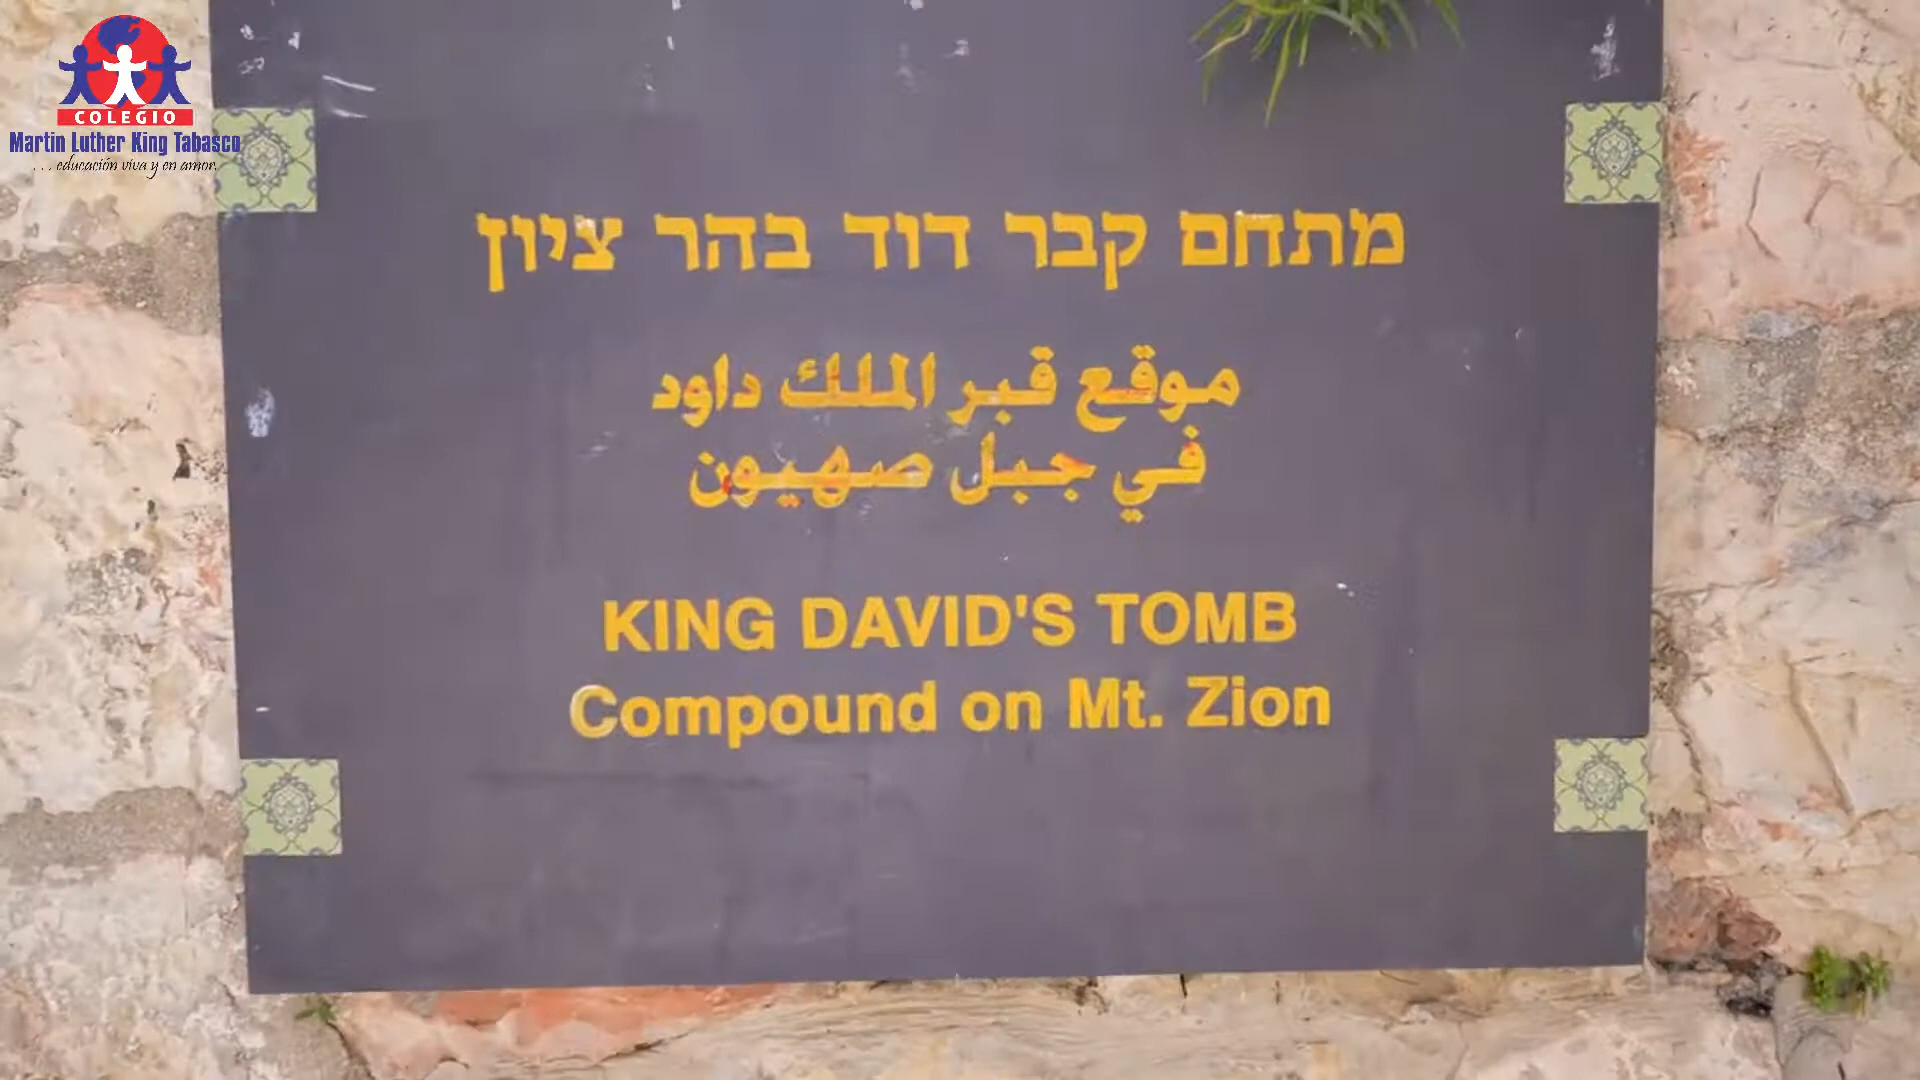 COLEGIO
Martin Luther King Tabasco
. . . educación viva y en amor.
מתחם קבר דוד בהר ציון
موقع قبر الملك داود
في جبل صهيون
KING DAVID'S TOMB
Compound on Mt. Zion